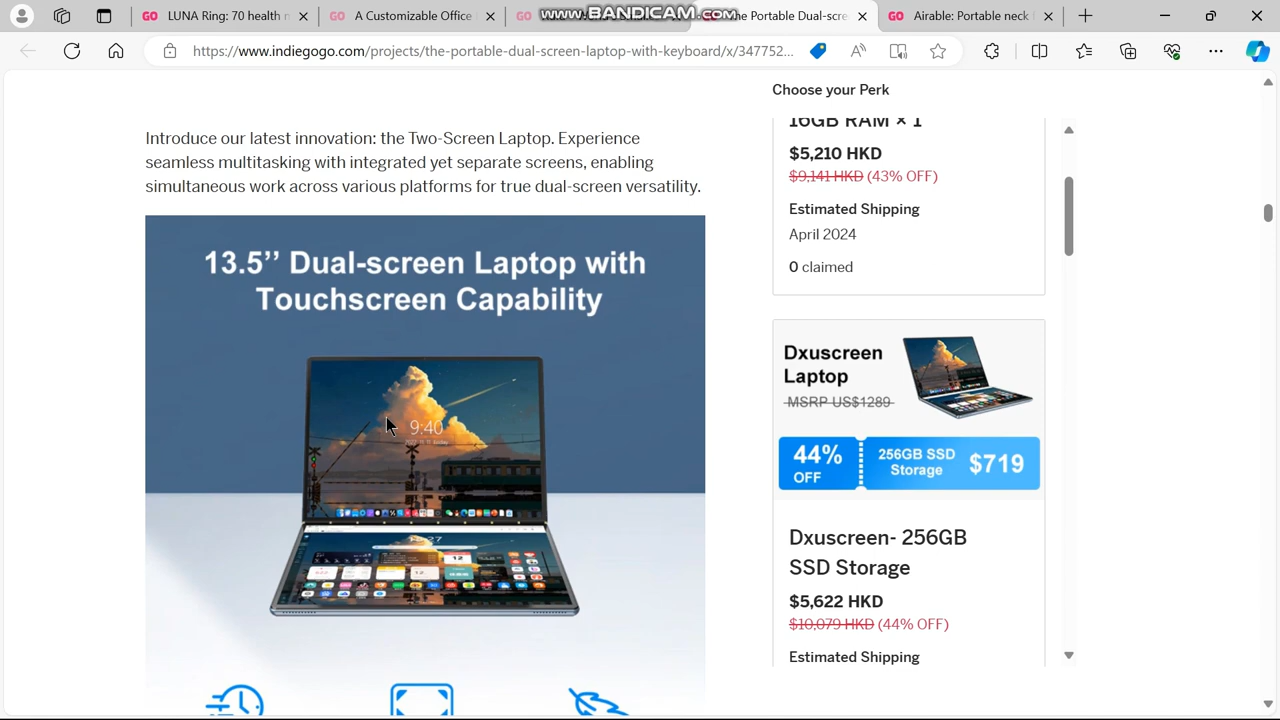 LUNA Ring: 70 health
A Customizable Office
www.BANDICAM.com
he Portable Dual-scre
Airable: Portable neck
https://www.indiegogo.com/projects/the-portable-dual-screen-laptop-with-keyboard/x/347752...
Introduce our latest innovation: the Two-Screen Laptop. Experience
seamless multitasking with integrated yet separate screens, enabling
simultaneous work across various platforms for true dual-screen versatility.
13.5’’ Dual-screen Laptop with
Touchscreen Capability
9:40
Choose your Perk
16GB RAM × 1
$5,210 HKD
$9,141 HKD (43% OFF)
Estimated Shipping
April 2024
0 claimed
Dxuscreen
Laptop
MSRP US$1289
44%
OFF
256GB SSD
Storage
$719
Dxuscreen- 256GB
SSD Storage
$5,622 HKD
$10,079 HKD (44% OFF)
Estimated Shipping